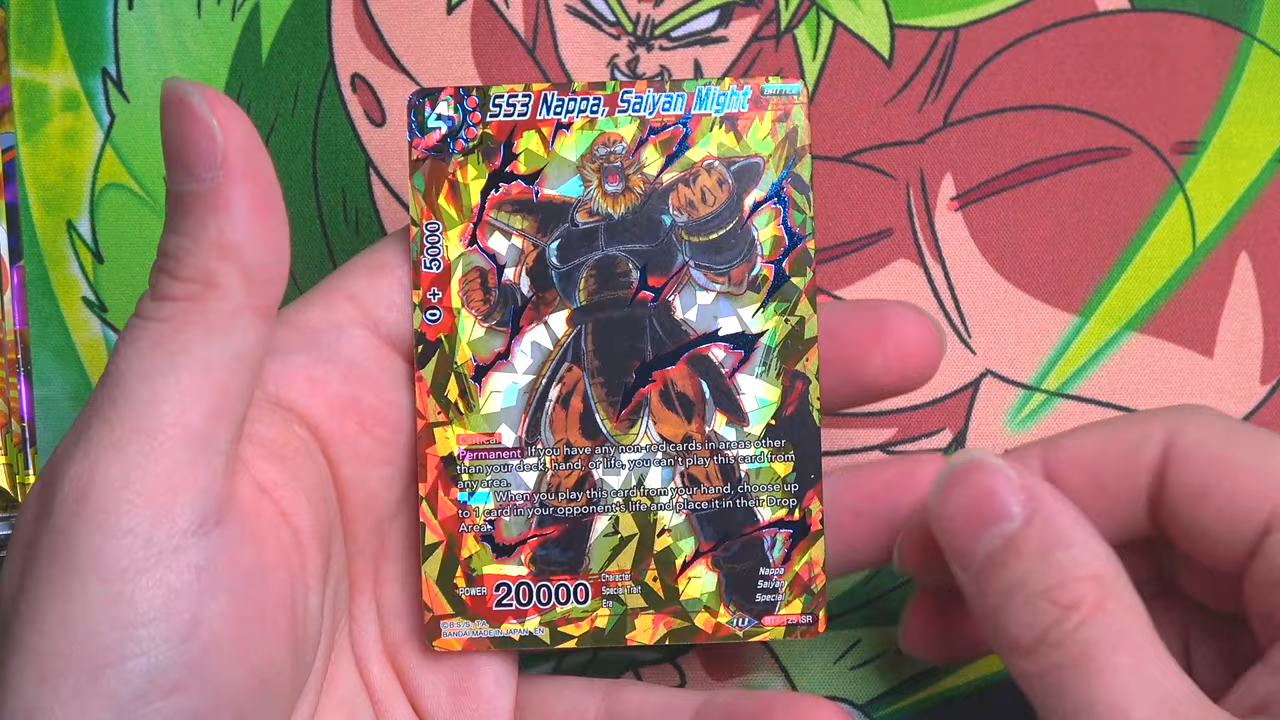 SS3 Nappa, Saiyan Might
BATTLE
0 + 5000
Critical
Permanent If you have any non-red cards in areas other
than your deck, hand, or life, you can't play this card from
any area.
When you play this card from your hand, choose up
to 1 card in your opponent's life and place it in their Drop
Area.
POWER 20000
Character Nappa
Special Trait Saiyan
Era Special
©B.S./S., T.A.
BANDAI MADE IN JAPAN EN
BT7-125 ISR